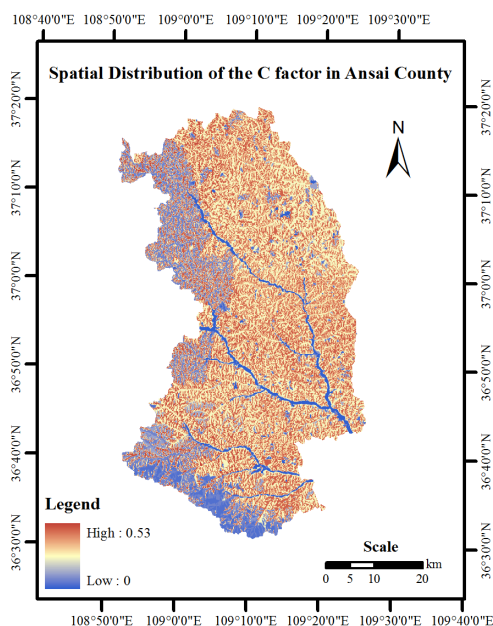 108°40'0"E 108°50'0"E 109°0'0"E 109°10'0"E 109°20'0"E 109°30'0"E
Spatial Distribution of the C factor in Ansai County
37°20'0"N 37°20'0"N
N
37°10'0"N 37°10'0"N
37°0'0"N 37°0'0"N
36°50'0"N 36°50'0"N
36°40'0"N 36°40'0"N
Legend
High : 0.53
36°30'0"N 36°30'0"N
Scale
km
Low : 0
0 5 10 20
108°50'0"E 109°0'0"E 109°10'0"E 109°20'0"E 109°30'0"E 109°40'0"E